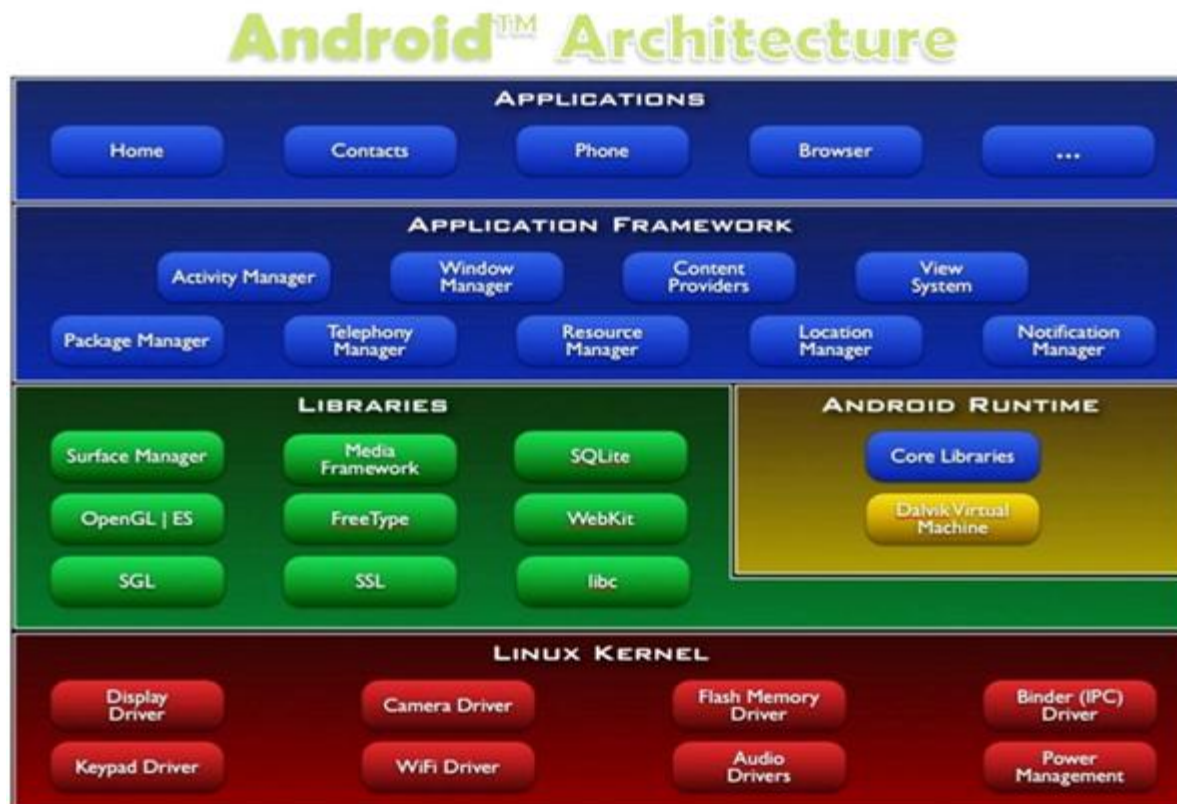 Android™ Architecture
APPLICATIONS
Home
Contacts
Phone
Browser
...
APPLICATION FRAMEWORK
Activity Manager
Window
Manager
Content
Providers
View
System
Package Manager
Telephony
Manager
Resource
Manager
Location
Manager
Notification
Manager
LIBRARIES
Surface Manager
Media
Framework
SQLite
OpenGL | ES
FreeType
WebKit
SGL
SSL
libc
ANDROID RUNTIME
Core Libraries
Dalvik Virtual
Machine
LINUX KERNEL
Display
Driver
Camera Driver
Flash Memory
Driver
Binder (IPC)
Driver
Keypad Driver
WiFi Driver
Audio
Drivers
Power
Management